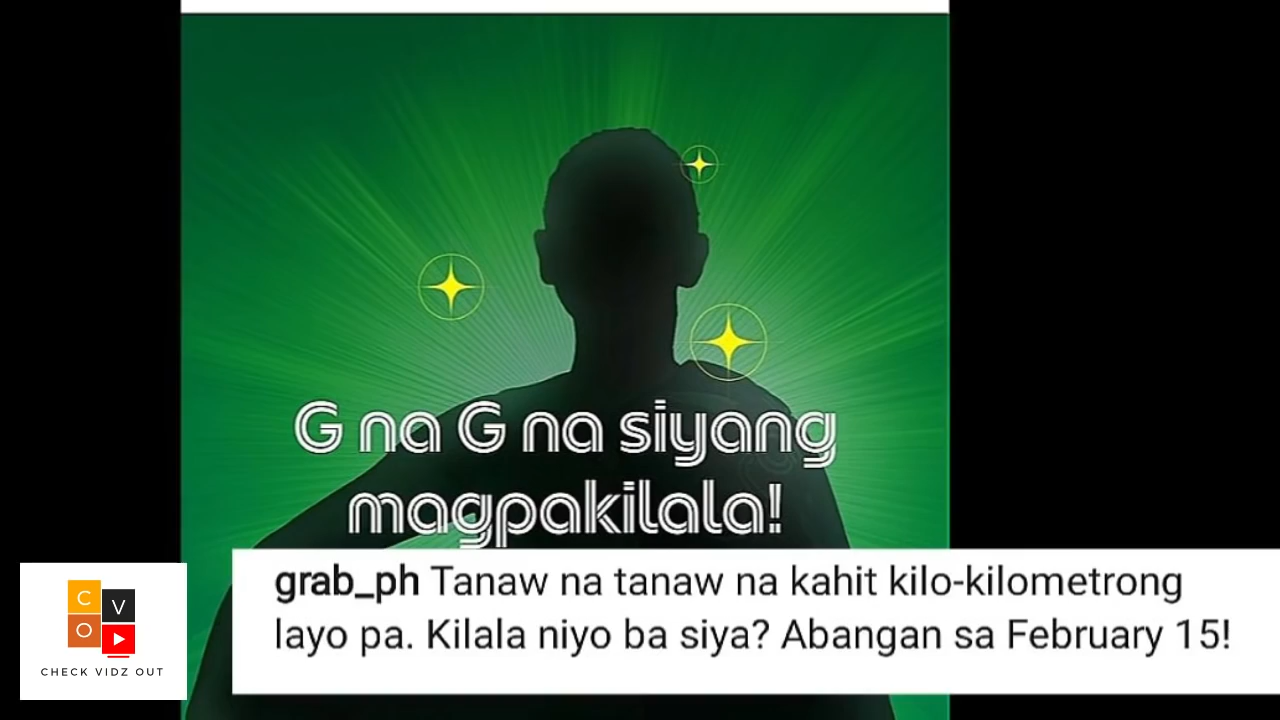 G na G na siyang
magpakilala!
grab_ph Tanaw na tanaw na kahit kilo-kilometrong
layo pa. Kilala niyo ba siya? Abangan sa February 15!
C
V
O
CHECK VIDZ OUT